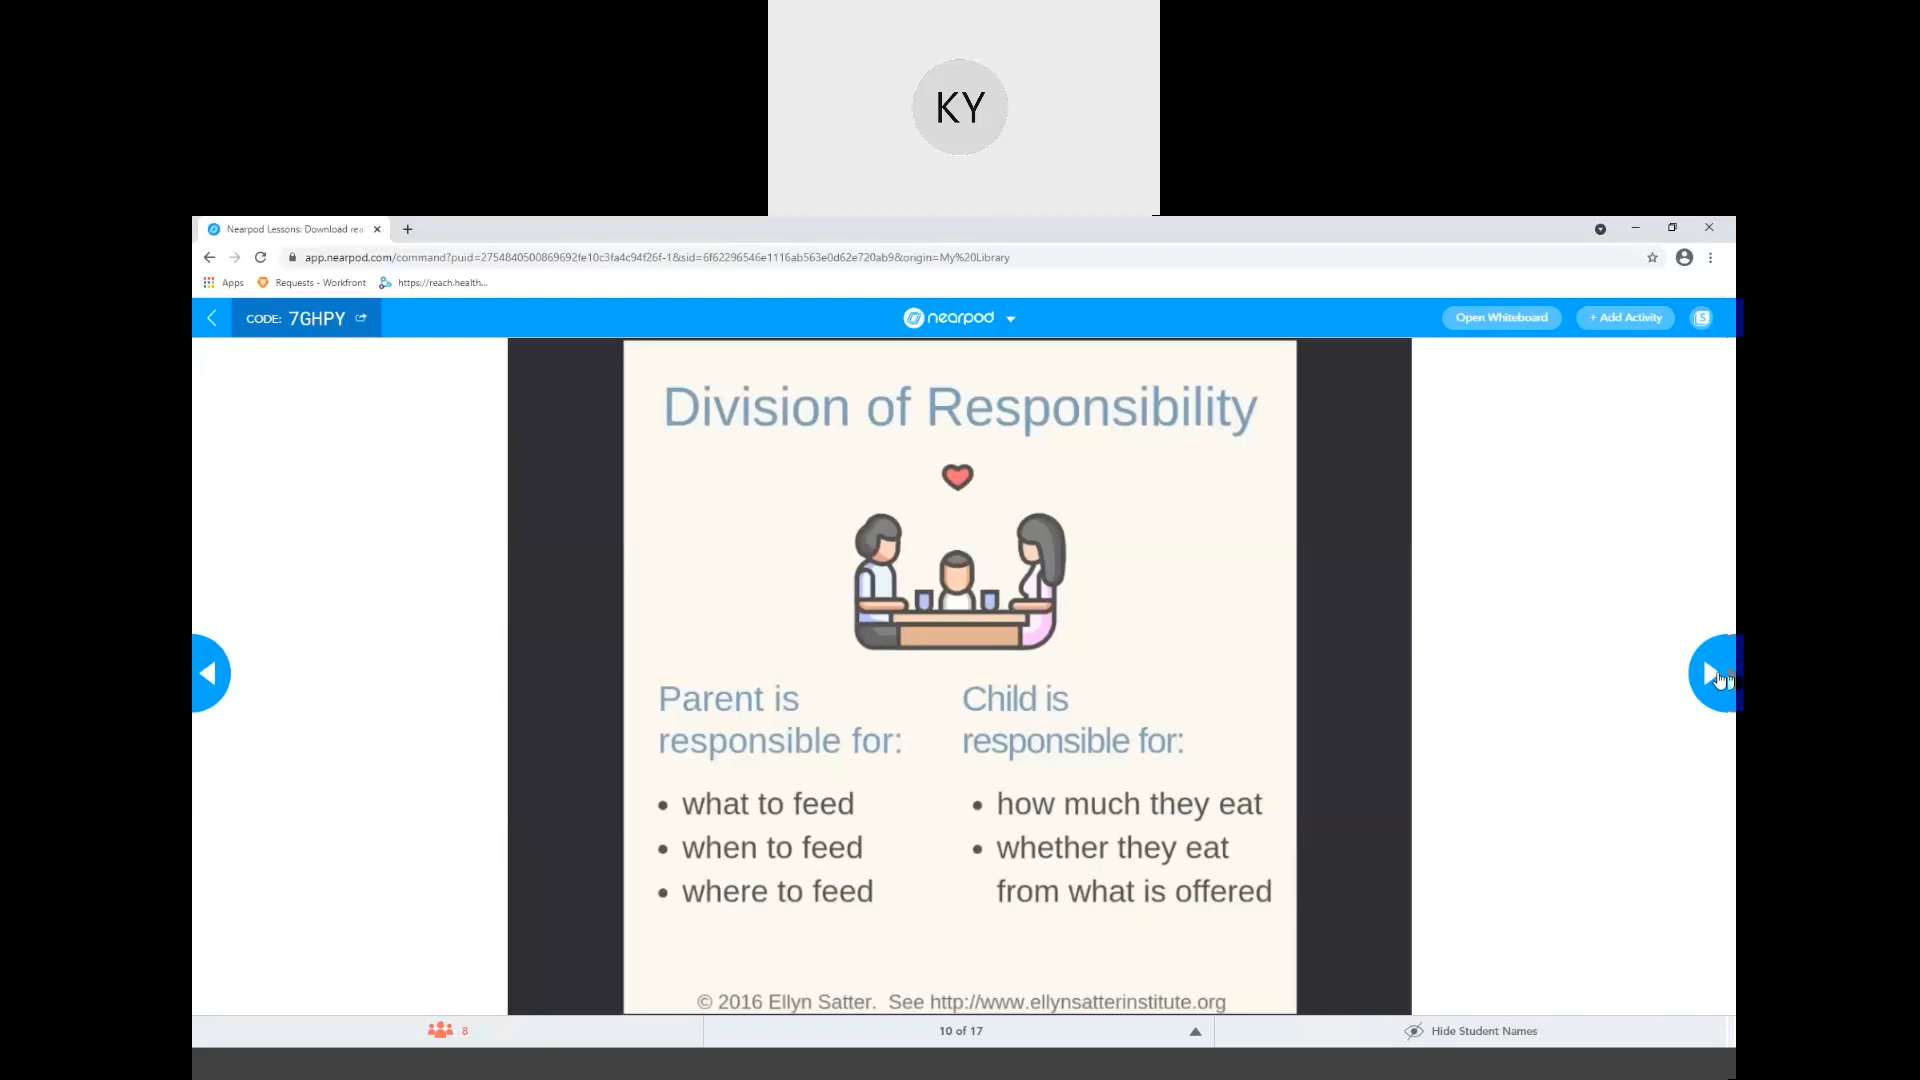 KY
Nearpod Lessons: Download rea
app.nearpod.com/command?puid=2754840500869692fe10c3fa4c94f26f-1&sid=6f62296546e1116ab563e0d62e720ab9&origin=My%20Library
Apps Requests - Workfront https://reach.health...
CODE: 7GHPY nearpod Open Whiteboard + Add Activity S
Division of Responsibility
Parent is
responsible for:
• what to feed
• when to feed
• where to feed
Child is
responsible for:
• how much they eat
• whether they eat
from what is offered
© 2016 Ellyn Satter. See http://www.ellynsatterinstitute.org
8 10 of 17 Hide Student Names